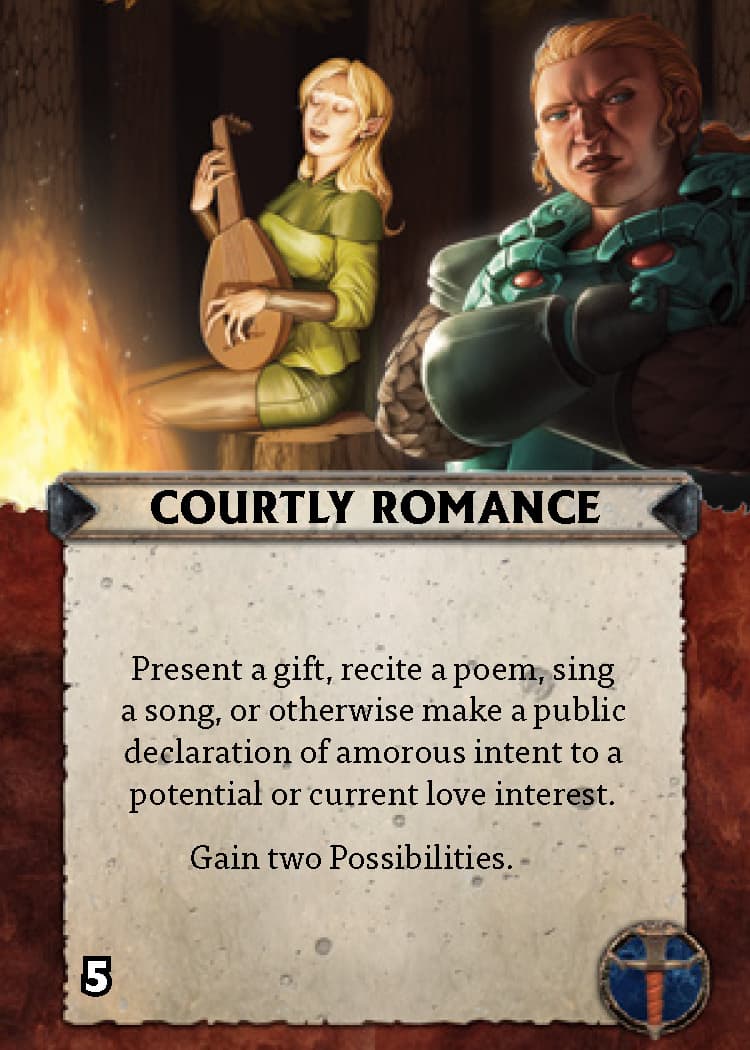 COURTLY ROMANCE
Present a gift, recite a poem, sing
a song, or otherwise make a public
declaration of amorous intent to a
potential or current love interest.
Gain two Possibilities.
5